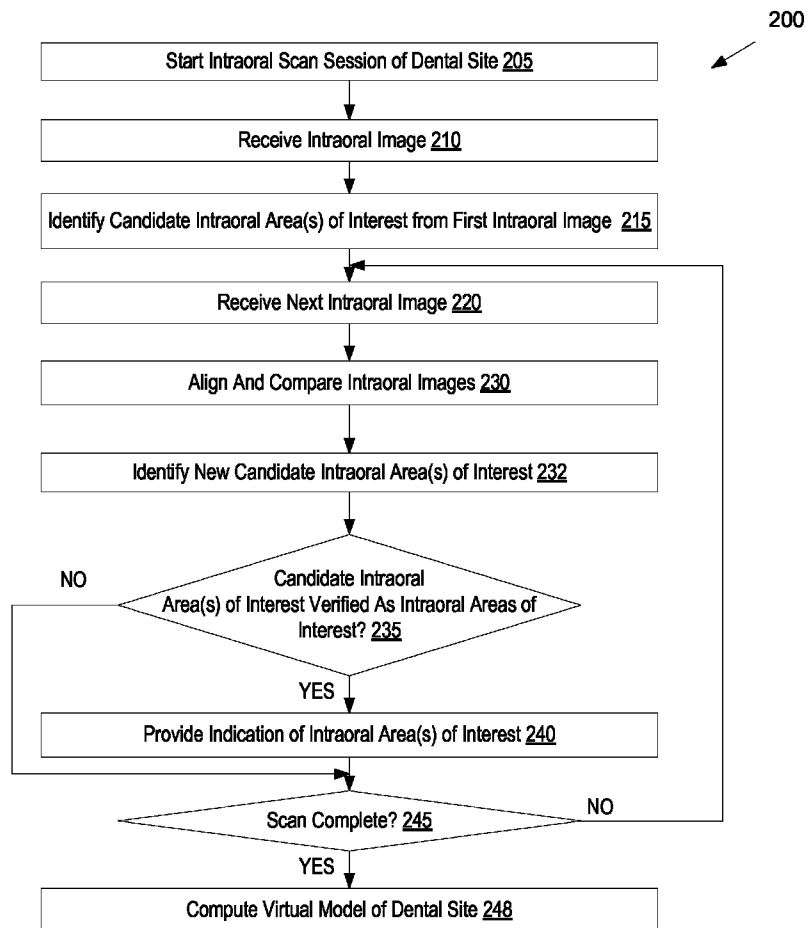 200
Start Intraoral Scan Session of Dental Site 205
Receive Intraoral Image 210
Identify Candidate Intraoral Area(s) of Interest from First Intraoral Image 215
Receive Next Intraoral Image 220
Align And Compare Intraoral Images 230
Identify New Candidate Intraoral Area(s) of Interest 232
NO
Candidate Intraoral
Area(s) of Interest Verified As Intraoral Areas of
Interest? 235
YES
Provide Indication of Intraoral Area(s) of Interest 240
Scan Complete? 245
NO
YES
Compute Virtual Model of Dental Site 248